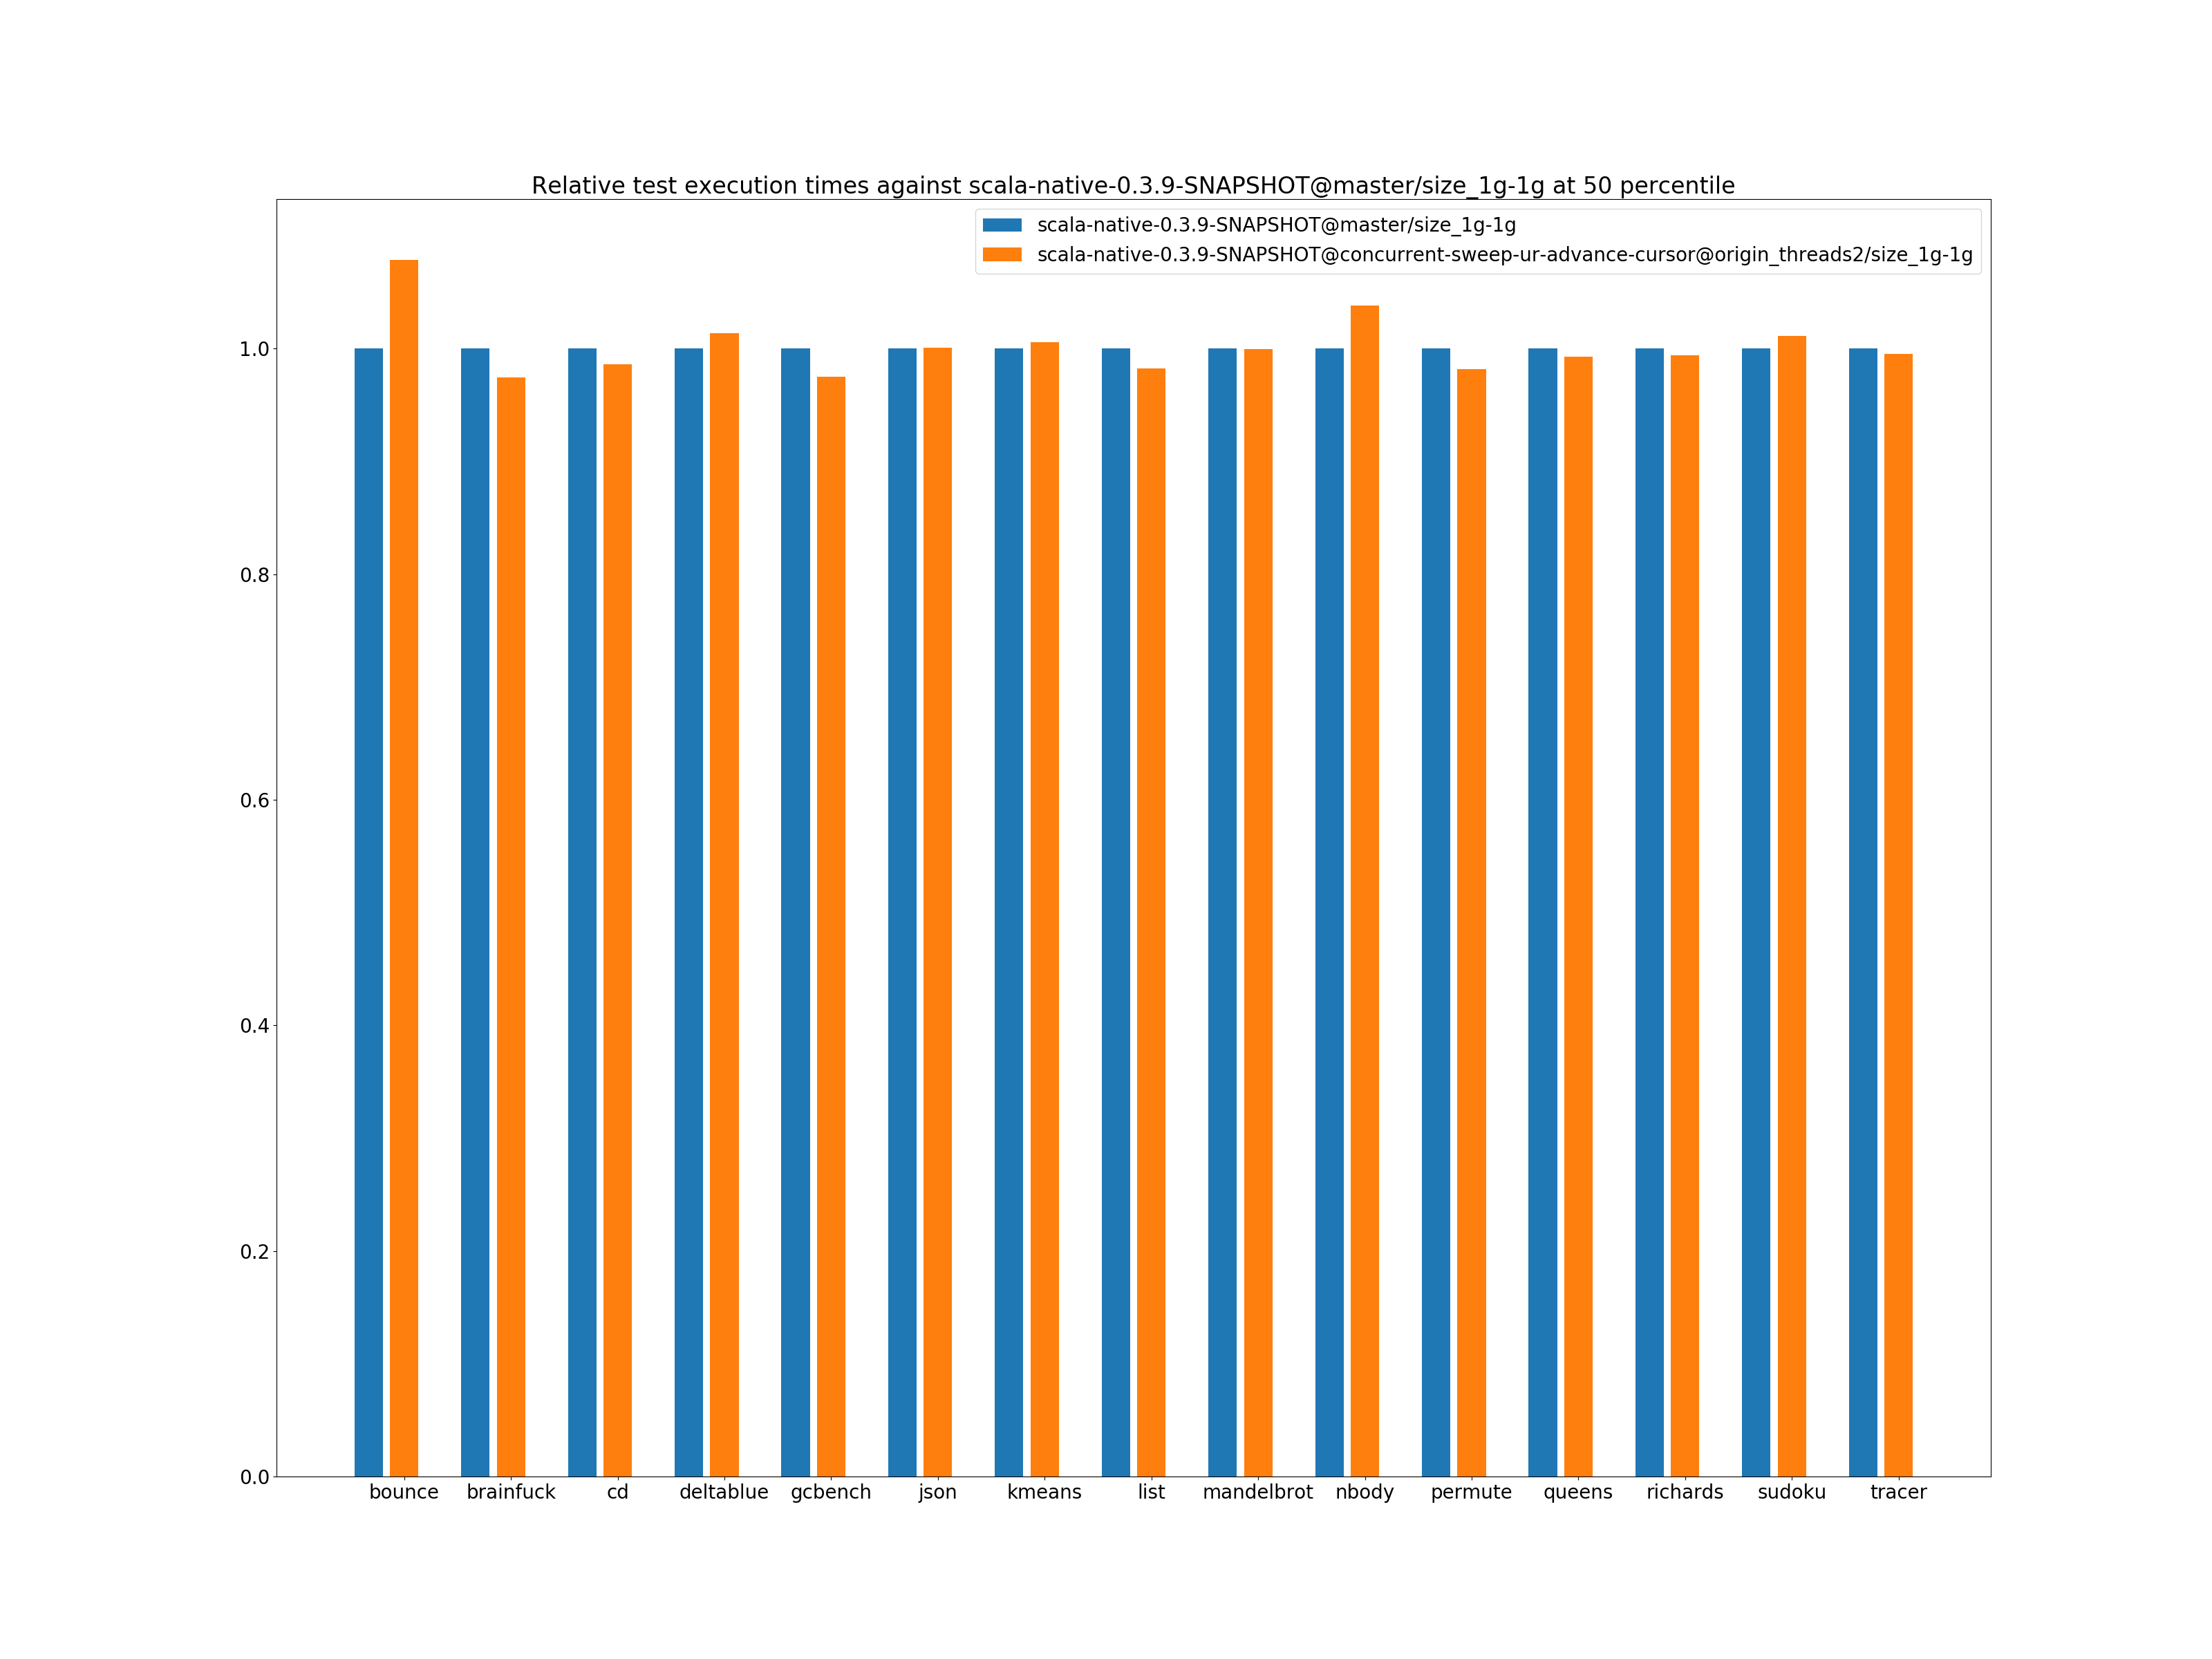 Relative test execution times against scala-native-0.3.9-SNAPSHOT@master/size_1g-1g at 50 percentile
scala-native-0.3.9-SNAPSHOT@master/size_1g-1g
scala-native-0.3.9-SNAPSHOT@concurrent-sweep-ur-advance-cursor@origin_threads2/size_1g-1g
1.0
0.8
0.6
0.4
0.2
0.0
bounce brainfuck cd deltablue gcbench json kmeans list mandelbrot nbody permute queens richards sudoku tracer